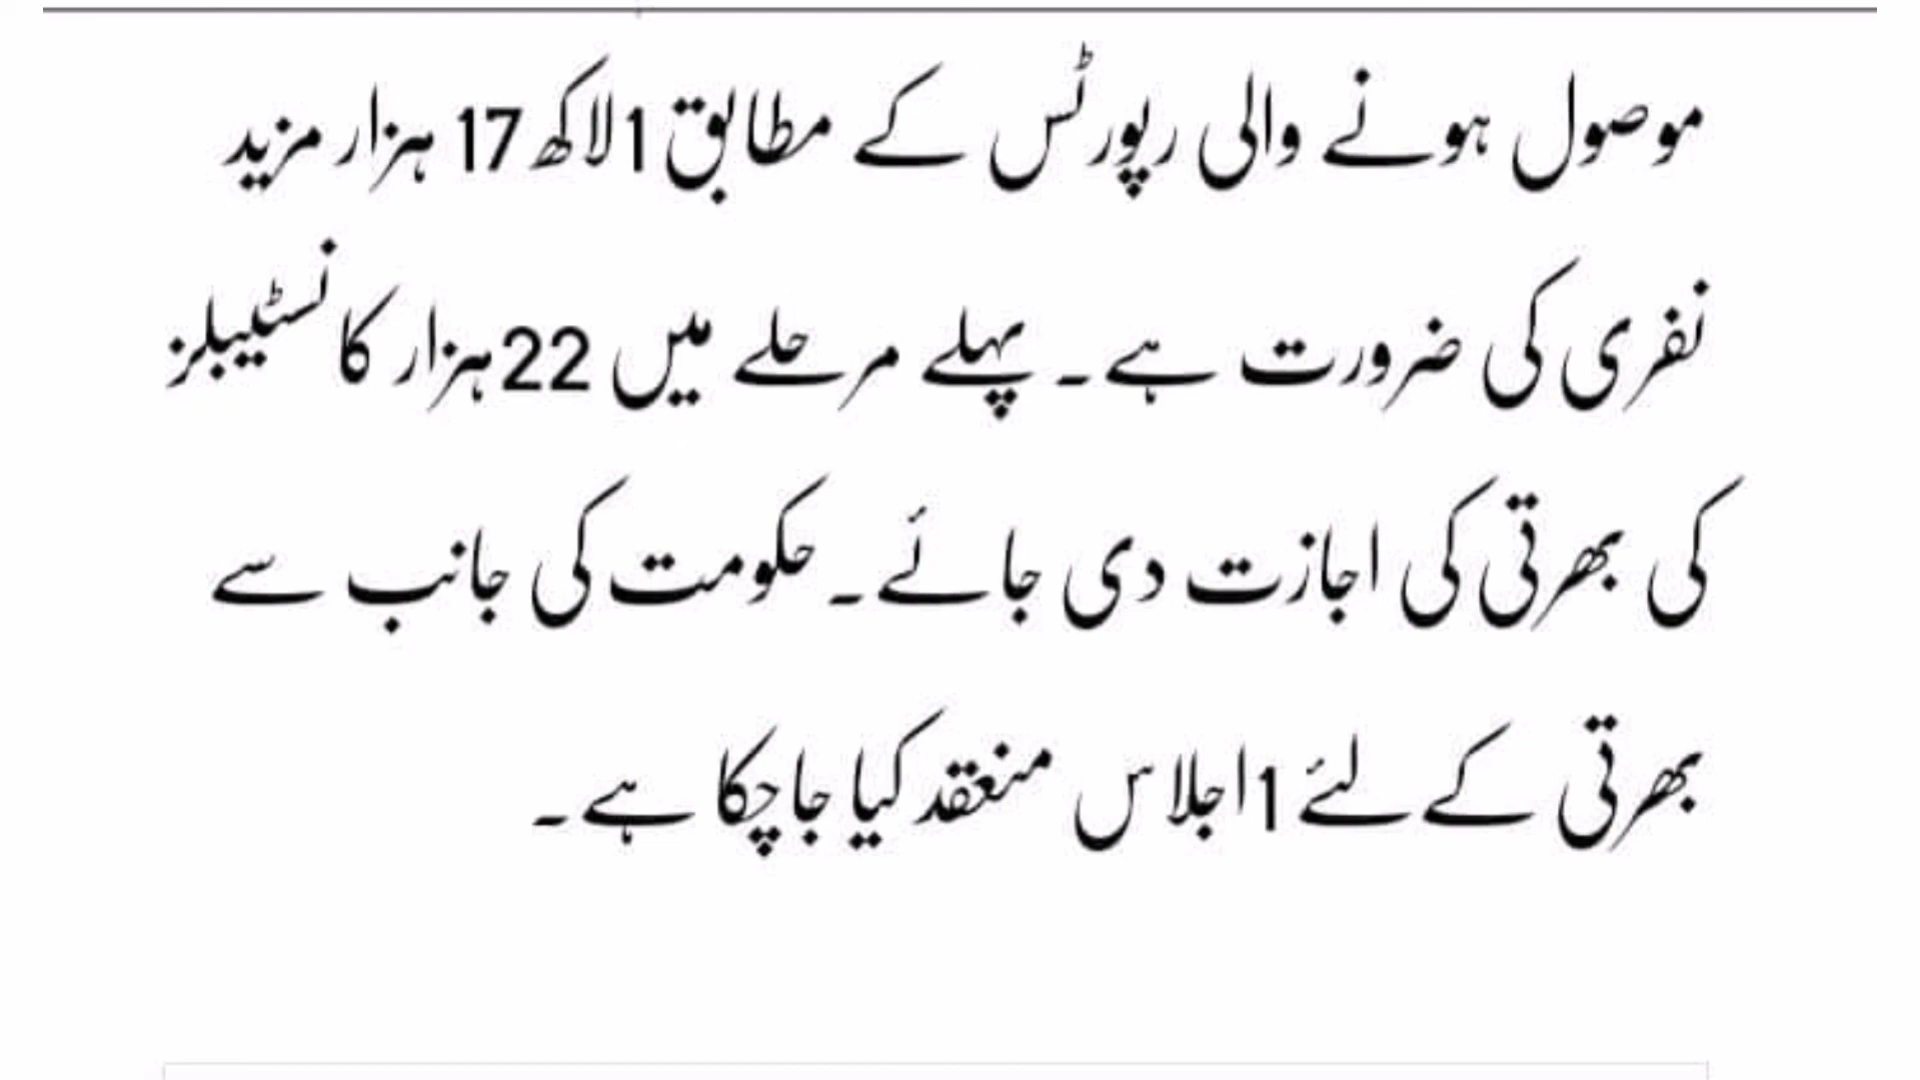 موصول ہونے والی رپورٹس کے مطابق 1 لاکھ 17 ہزار مزید
نفری کی ضرورت ہے۔ پہلے مرحلے میں 22 ہزار کانسٹیبلز
کی بھرتی کی اجازت دی جائے۔ حکومت کی جانب سے
بھرتی کے لئے 1 اجلاس منعقد کیا جاچکا ہے۔